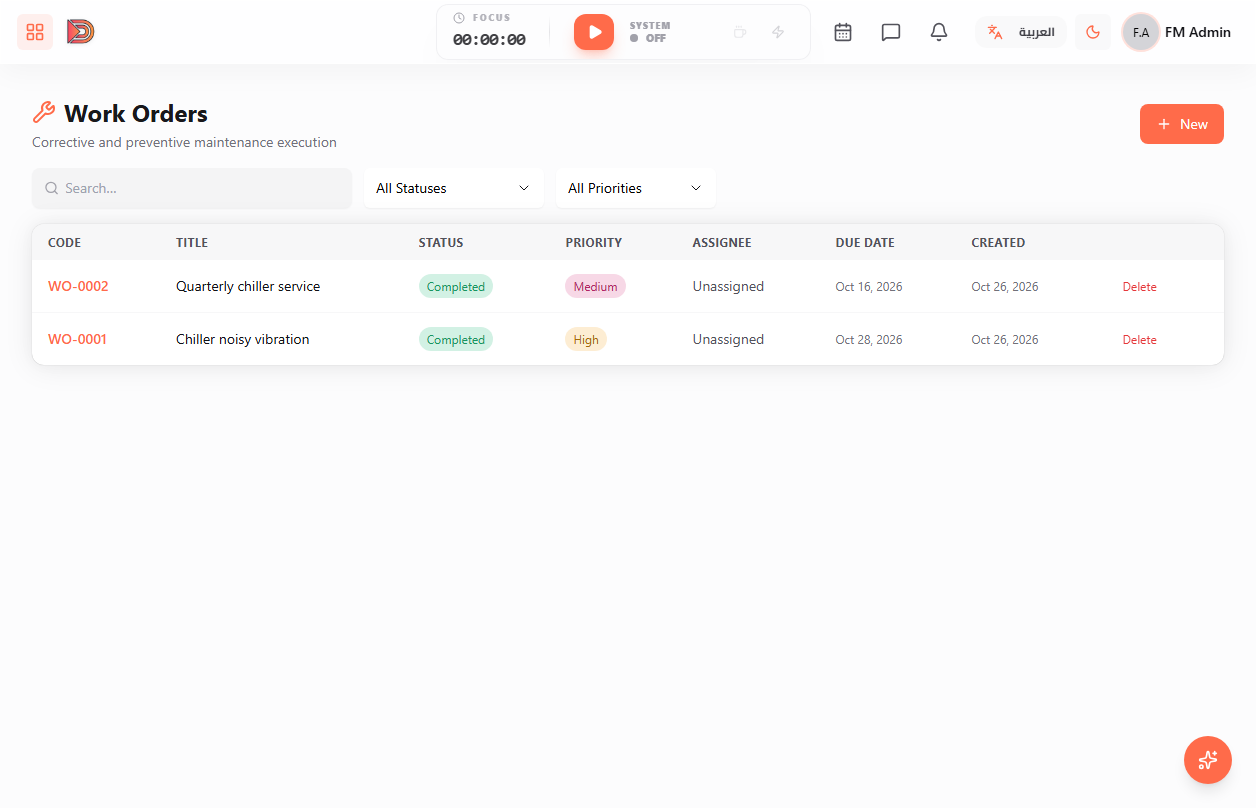 FOCUS
00:00:00
SYSTEM
OFF
العربية
F.A
FM Admin
Work Orders
Corrective and preventive maintenance execution
New
Search...
All Statuses
All Priorities
CODE TITLE STATUS PRIORITY ASSIGNEE DUE DATE CREATED
WO-0002 Quarterly chiller service Completed Medium Unassigned Oct 16, 2026 Oct 26, 2026 Delete
WO-0001 Chiller noisy vibration Completed High Unassigned Oct 28, 2026 Oct 26, 2026 Delete